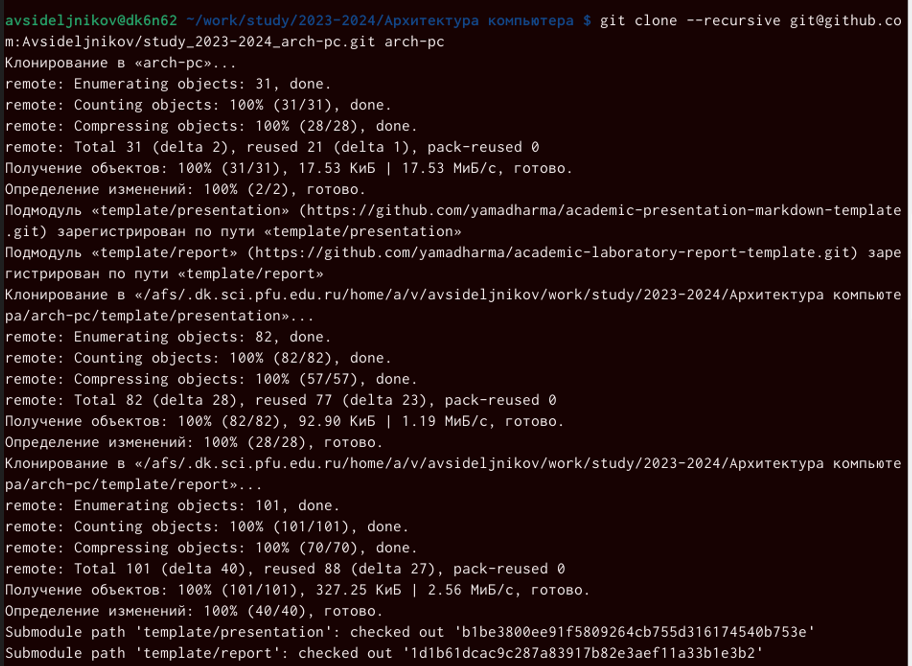 avsideljnikov@dk6n62 ~/work/study/2023-2024/Архитектура компьютера $ git clone --recursive git@github.co
m:Avsideljnikov/study_2023-2024_arch-pc.git arch-pc
Клонирование в «arch-pc»...
remote: Enumerating objects: 31, done.
remote: Counting objects: 100% (31/31), done.
remote: Compressing objects: 100% (28/28), done.
remote: Total 31 (delta 2), reused 21 (delta 1), pack-reused 0
Получение объектов: 100% (31/31), 17.53 КиБ | 17.53 МиБ/с, готово.
Определение изменений: 100% (2/2), готово.
Подмодуль «template/presentation» (https://github.com/yamadharma/academic-presentation-markdown-template
.git) зарегистрирован по пути «template/presentation»
Подмодуль «template/report» (https://github.com/yamadharma/academic-laboratory-report-template.git) заре
гистрирован по пути «template/report»
Клонирование в «/afs/.dk.sci.pfu.edu.ru/home/a/v/avsideljnikov/work/study/2023-2024/Архитектура компьюте
ра/arch-pc/template/presentation»...
remote: Enumerating objects: 82, done.
remote: Counting objects: 100% (82/82), done.
remote: Compressing objects: 100% (57/57), done.
remote: Total 82 (delta 28), reused 77 (delta 23), pack-reused 0
Получение объектов: 100% (82/82), 92.90 КиБ | 1.19 МиБ/с, готово.
Определение изменений: 100% (28/28), готово.
Клонирование в «/afs/.dk.sci.pfu.edu.ru/home/a/v/avsideljnikov/work/study/2023-2024/Архитектура компьюте
ра/arch-pc/template/report»...
remote: Enumerating objects: 101, done.
remote: Counting objects: 100% (101/101), done.
remote: Compressing objects: 100% (70/70), done.
remote: Total 101 (delta 40), reused 88 (delta 27), pack-reused 0
Получение объектов: 100% (101/101), 327.25 КиБ | 2.56 МиБ/с, готово.
Определение изменений: 100% (40/40), готово.
Submodule path 'template/presentation': checked out 'b1be3800ee91f5809264cb755d316174540b753e'
Submodule path 'template/report': checked out '1d1b61dcac9c287a83917b82e3aef11a33b1e3b2'